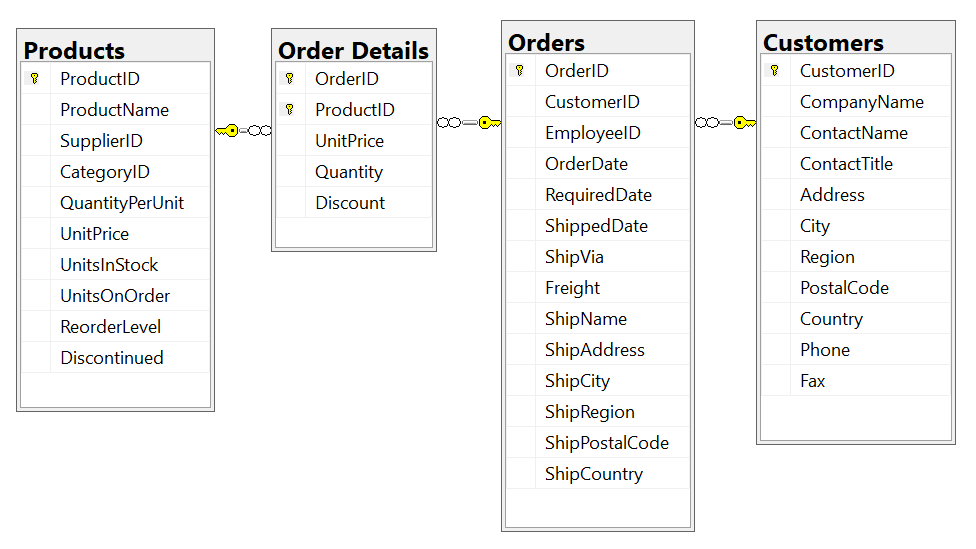 Products
ProductID
ProductName
SupplierID
CategoryID
QuantityPerUnit
UnitPrice
UnitsInStock
UnitsOnOrder
ReorderLevel
Discontinued
Order Details
OrderID
ProductID
UnitPrice
Quantity
Discount
Orders
OrderID
CustomerID
EmployeeID
OrderDate
RequiredDate
ShippedDate
ShipVia
Freight
ShipName
ShipAddress
ShipCity
ShipRegion
ShipPostalCode
ShipCountry
Customers
CustomerID
CompanyName
ContactName
ContactTitle
Address
City
Region
PostalCode
Country
Phone
Fax